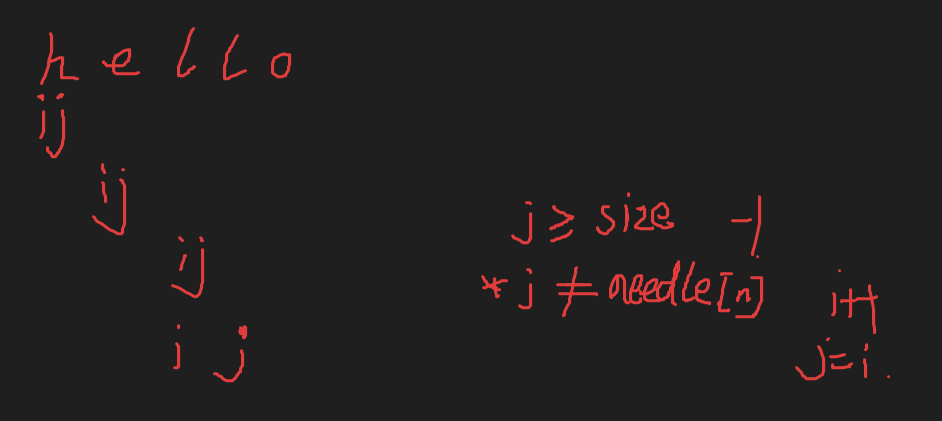 h e l l o
ij
ij
ij
j ≥ size -1
*j ≠ needle[n]
i++
i j
j=i.